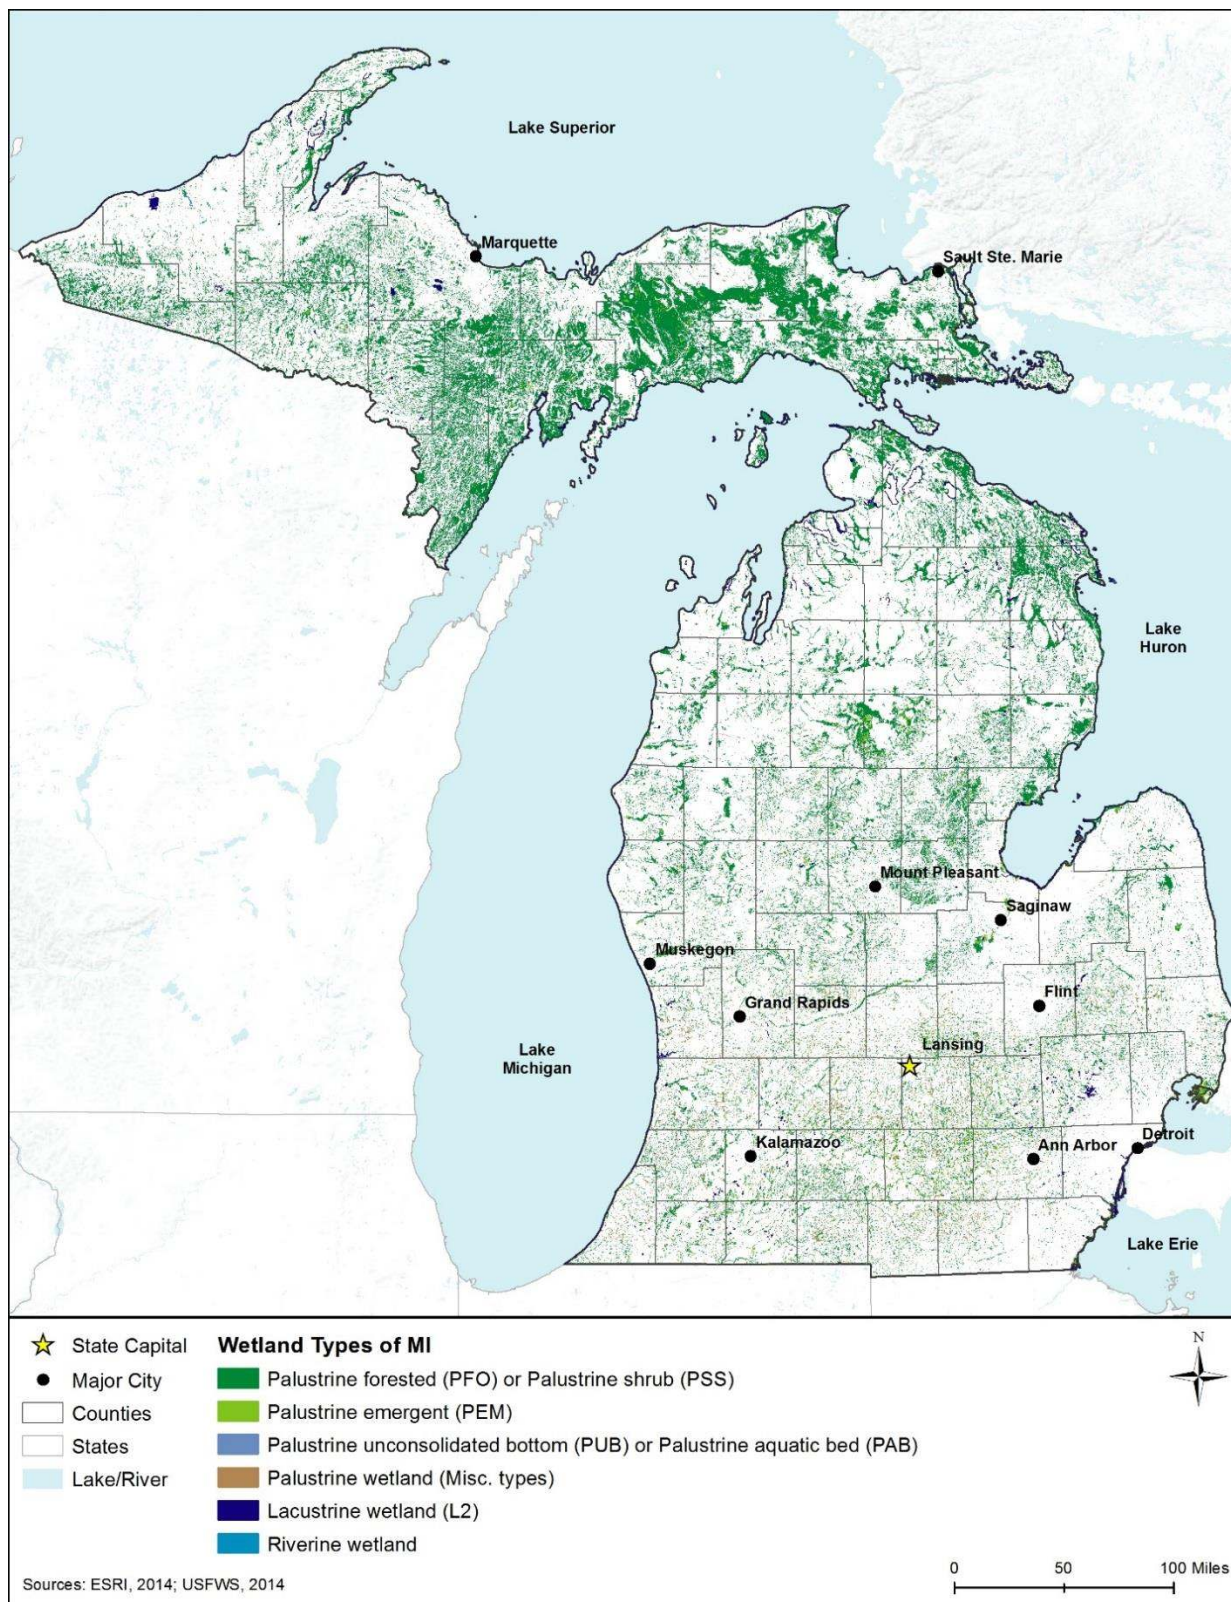 Lake Superior
Marquette
Sault Ste. Marie
Lake
Huron
Mount Pleasant
Saginaw
Muskegon
Grand Rapids
Flint
Lansing
Lake
Michigan
Kalamazoo
Ann Arbor
Detroit
Lake Erie
State Capital
Major City
Counties
States
Lake/River
Wetland Types of MI
Palustrine forested (PFO) or Palustrine shrub (PSS)
Palustrine emergent (PEM)
Palustrine unconsolidated bottom (PUB) or Palustrine aquatic bed (PAB)
Palustrine wetland (Misc. types)
Lacustrine wetland (L2)
Riverine wetland
N
0 50 100 Miles
Sources: ESRI, 2014; USFWS, 2014